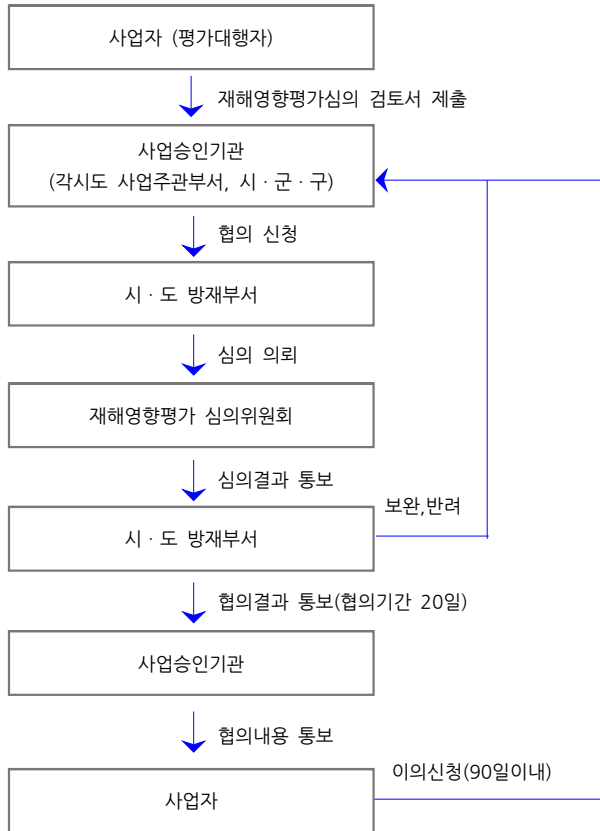 사업자 (평가대행자)
재해영향평가심의 검토서 제출
사업승인기관
(각시도 사업주관부서, 시 · 군 · 구)
협의 신청
시 · 도 방재부서
심의 의뢰
재해영향평가 심의위원회
심의결과 통보
보완,반려
시 · 도 방재부서
협의결과 통보(협의기간 20일)
사업승인기관
협의내용 통보
이의신청(90일이내)
사업자